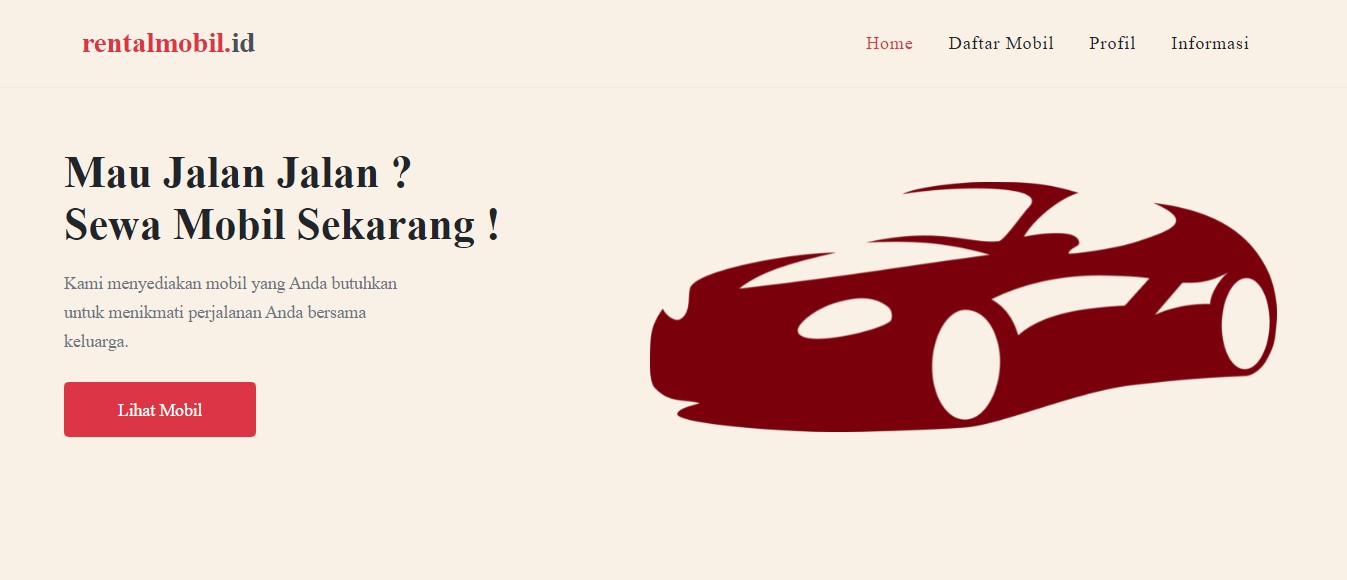 rentalmobil.id
Home Daftar Mobil Profil Informasi
Mau Jalan Jalan ?
Sewa Mobil Sekarang !
Kami menyediakan mobil yang Anda butuhkan
untuk menikmati perjalanan Anda bersama
keluarga.
Lihat Mobil